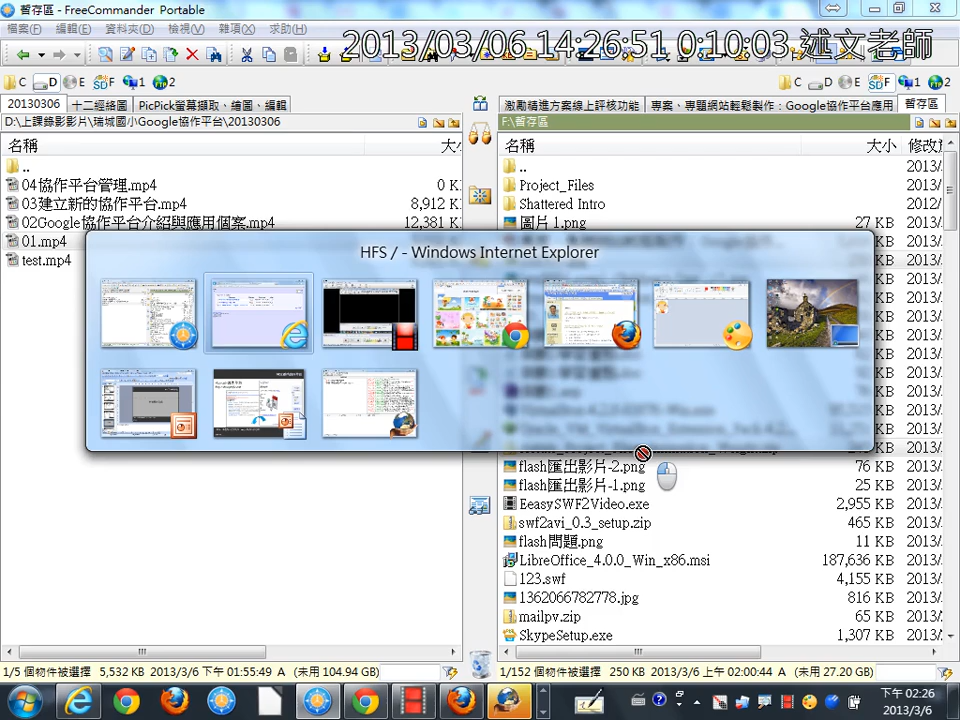 暫存區 - FreeCommander Portable
檔案(F) 編輯(E) 資料夾(D) 檢視(V) 雜項(X) 求助(H)
2013/03/06 14:26:51 0:10:03 述文老師
C D E F 1 2
C D E F 1 2
20130306 十二經絡圖 PicPick螢幕擷取、繪圖、編輯
激勵精進方案線上評核功能 專案、專題網站輕鬆製作：Google協作平台應用 暫存區
D:\上課錄影影片\瑞城國小Google協作平台\20130306
F:\暫存區
名稱 大小
名稱 大小 修改
.. 2013/
04協作平台管理.mp4 0 K
03建立新的協作平台.mp4 8,912 K
02Google協作平台介紹與應用個案.mp4 12,381 K
01.mp4
test.mp4
Project_Files 2013/
Shattered Intro 2012/
圖片 1.png 27 KB 2013/
HFS / - Windows Internet Explorer
flash匯出影片-2.png 76 KB 2013/
flash匯出影片-1.png 25 KB 2013/
EeasySWF2Video.exe 2,955 KB 2013/
swf2avi_0.3_setup.zip 465 KB 2013/
flash問題.png 11 KB 2013/
LibreOffice_4.0.0_Win_x86.msi 187,636 KB 2013/
123.swf 4,155 KB 2013/
1362066782778.jpg 816 KB 2013/
mailpv.zip 65 KB 2013/
SkypeSetup.exe 1,307 KB 2013/
1/5 個物件被選擇 5,532 KB 2013/3/6 下午 01:55:49 A (未用 104.94 GB)
1/152 個物件被選擇 250 KB 2013/3/6 上午 02:00:44 A (未用 27.20 GB)
下午 02:26
2013/3/6